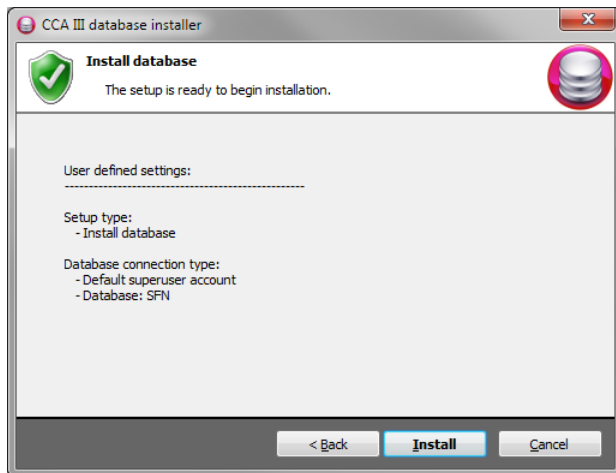 CCA III database installer
Install database
The setup is ready to begin installation.
User defined settings:
--------------------------------------------------
Setup type:
- Install database
Database connection type:
- Default superuser account
- Database: SFN
< Back
Install
Cancel